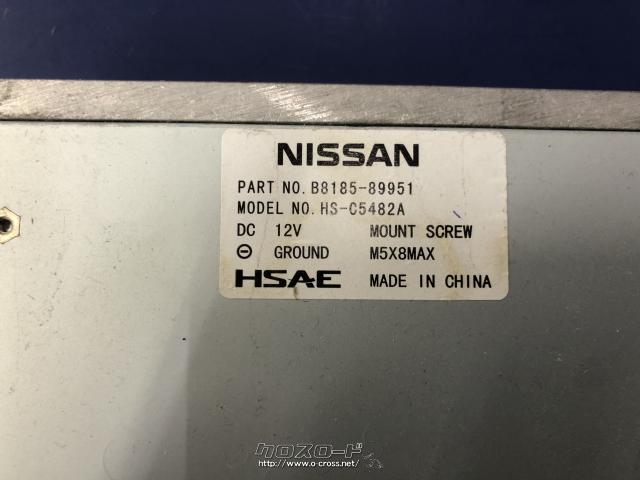 NISSAN
PART NO. B8185-89951
MODEL NO. HS-C5482A
DC 12V MOUNT SCREW
⊖ GROUND M5X8MAX
HSAE MADE IN CHINA
クロスロード
http://www.o-cross.net/